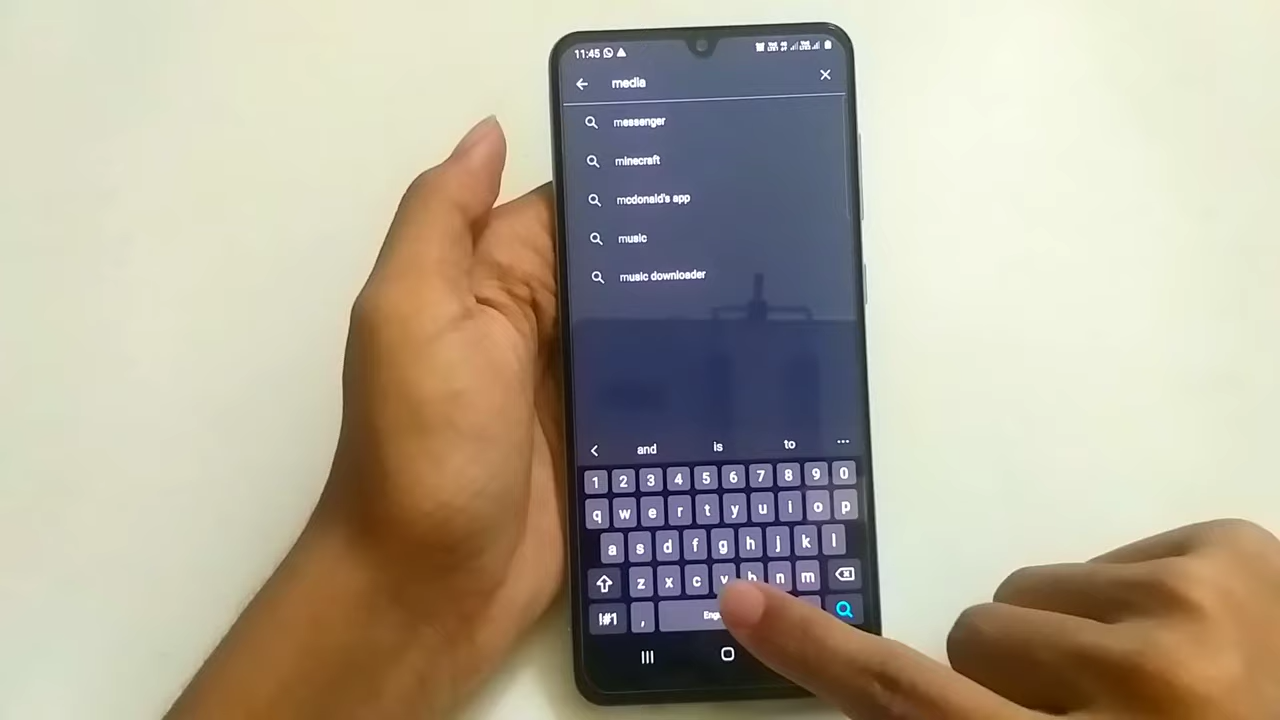 11:45
media
messenger
minecraft
mcdonald's app
music
music downloader
and is to
1 2 3 4 5 6 7 8 9 0
q w e r t y u i o p
a s d f g h j k l
z x c v b n m
!#1 ,